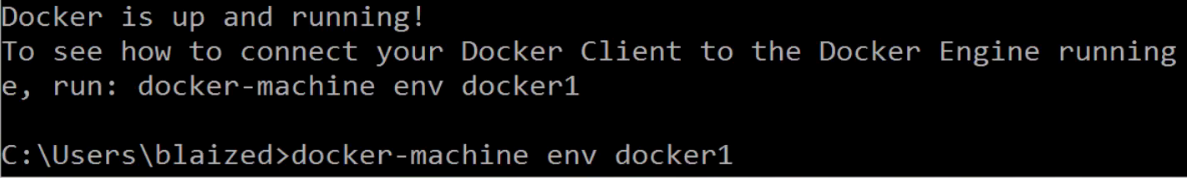 Docker is up and running!
To see how to connect your Docker Client to the Docker Engine running
e, run: docker-machine env docker1
C:\Users\blaized>docker-machine env docker1